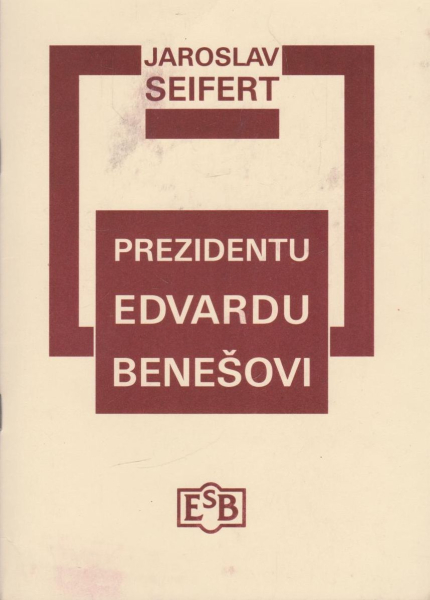 JAROSLAV
SEIFERT
PREZIDENTU
EDVARDU
BENEŠOVI
ESB